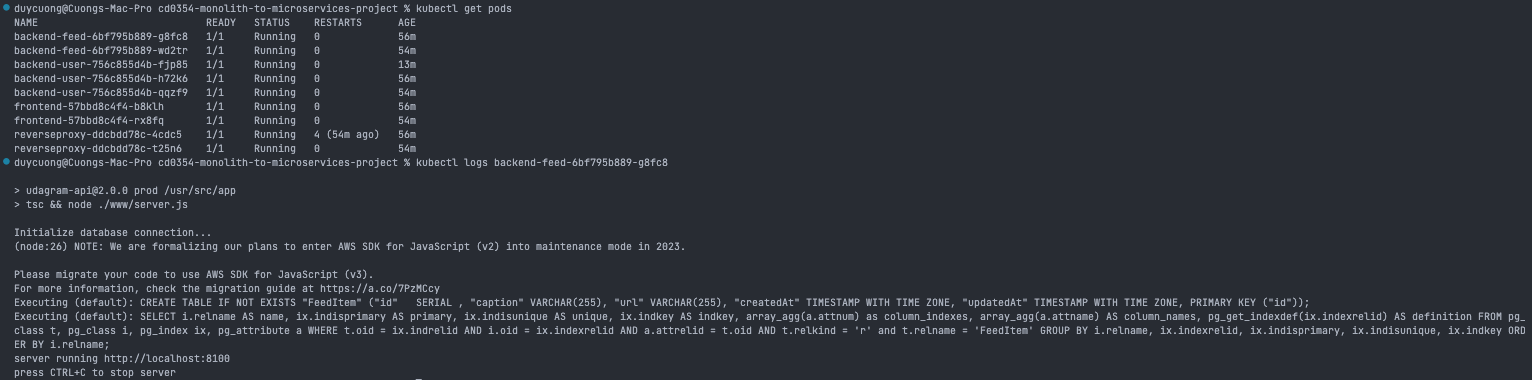 duycuong@Cuongs-Mac-Pro cd0354-monolith-to-microservices-project % kubectl get pods
NAME                            READY   STATUS    RESTARTS      AGE
backend-feed-6bf795b889-g8fc8   1/1     Running   0             56m
backend-feed-6bf795b889-wd2tr   1/1     Running   0             54m
backend-user-756c855d4b-fjp85   1/1     Running   0             13m
backend-user-756c855d4b-h72k6   1/1     Running   0             56m
backend-user-756c855d4b-qqzf9   1/1     Running   0             54m
frontend-57bbd8c4f4-b8klh       1/1     Running   0             56m
frontend-57bbd8c4f4-rx8fq       1/1     Running   0             54m
reverseproxy-ddcbdd78c-4cdc5    1/1     Running   4 (54m ago)   56m
reverseproxy-ddcbdd78c-t25n6    1/1     Running   0             54m
duycuong@Cuongs-Mac-Pro cd0354-monolith-to-microservices-project % kubectl logs backend-feed-6bf795b889-g8fc8
> udagram-api@2.0.0 prod /usr/src/app
> tsc && node ./www/server.js
Initialize database connection...
(node:26) NOTE: We are formalizing our plans to enter AWS SDK for JavaScript (v2) into maintenance mode in 2023.
Please migrate your code to use AWS SDK for JavaScript (v3).
For more information, check the migration guide at https://a.co/7PzMCcy
Executing (default): CREATE TABLE IF NOT EXISTS "FeedItem" ("id"   SERIAL , "caption" VARCHAR(255), "url" VARCHAR(255), "createdAt" TIMESTAMP WITH TIME ZONE, "updatedAt" TIMESTAMP WITH TIME ZONE, PRIMARY KEY ("id"));
Executing (default): SELECT i.relname AS name, ix.indisprimary AS primary, ix.indisunique AS unique, ix.indkey AS indkey, array_agg(a.attnum) as column_indexes, array_agg(a.attname) AS column_names, pg_get_indexdef(ix.indexrelid) AS definition FROM pg_
class t, pg_class i, pg_index ix, pg_attribute a WHERE t.oid = ix.indrelid AND i.oid = ix.indexrelid AND a.attrelid = t.oid AND t.relkind = 'r' and t.relname = 'FeedItem' GROUP BY i.relname, ix.indexrelid, ix.indisprimary, ix.indisunique, ix.indkey ORD
ER BY i.relname;
server running http://localhost:8100
press CTRL+C to stop server